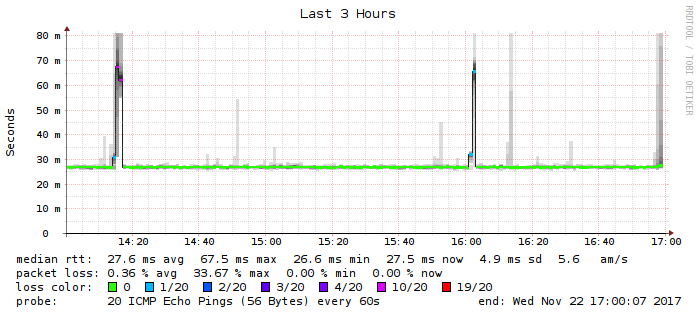 Last 3 Hours
RRDTOOL / TOBI OETIKER
Seconds
80 m
70 m
60 m
50 m
40 m
30 m
20 m
10 m
0
14:20 14:40 15:00 15:20 15:40 16:00 16:20 16:40 17:00
median rtt: 27.6 ms avg 67.5 ms max 26.6 ms min 27.5 ms now 4.9 ms sd 5.6 am/s
packet loss: 0.36 % avg 33.67 % max 0.00 % min 0.00 % now
loss color: 0 1/20 2/20 3/20 4/20 10/20 19/20
probe: 20 ICMP Echo Pings (56 Bytes) every 60s end: Wed Nov 22 17:00:07 2017